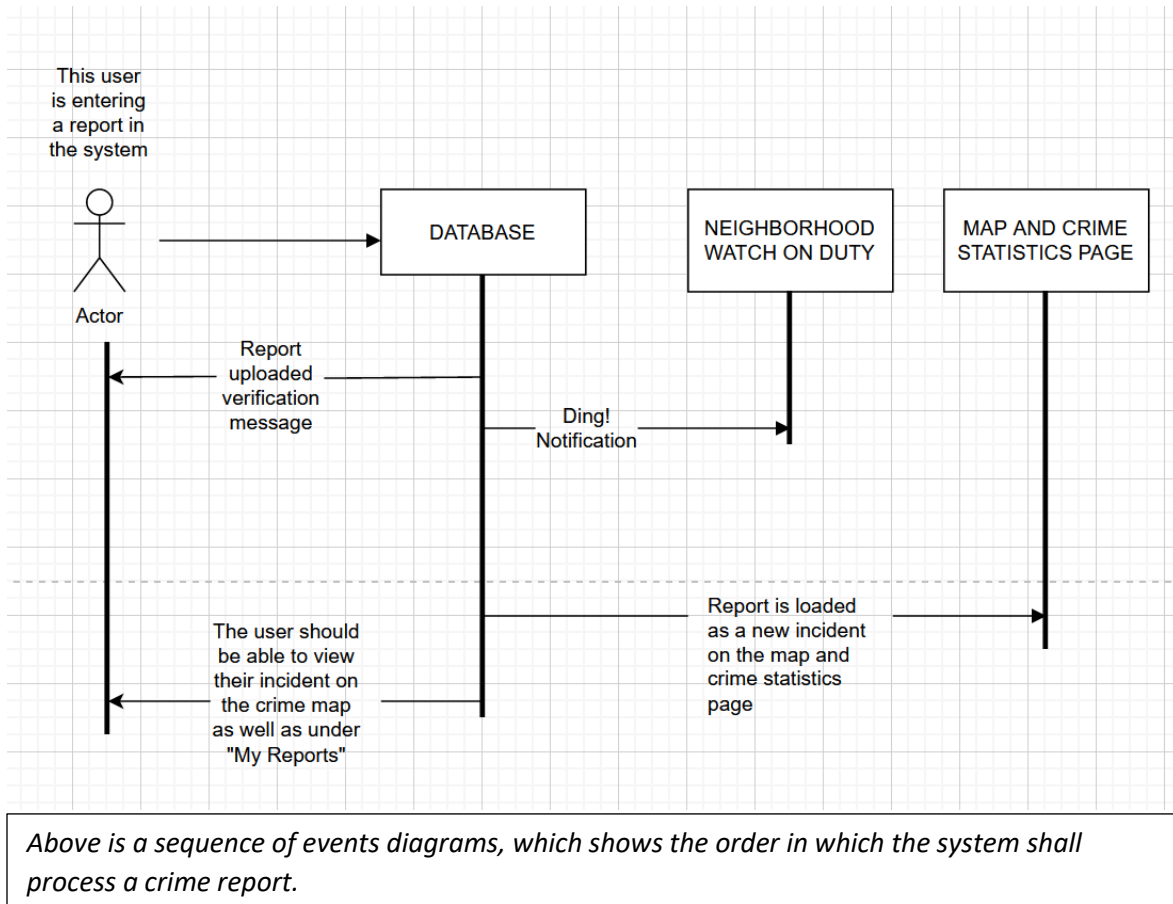 This user
is entering
a report in
the system
DATABASE
NEIGHBORHOOD
WATCH ON DUTY
MAP AND CRIME
STATISTICS PAGE
Actor
Report
uploaded
verification
message
Ding!
Notification
Report is loaded
as a new incident
on the map and
crime statistics
page
The user should
be able to view
their incident on
the crime map
as well as under
"My Reports"
Above is a sequence of events diagrams, which shows the order in which the system shall
process a crime report.